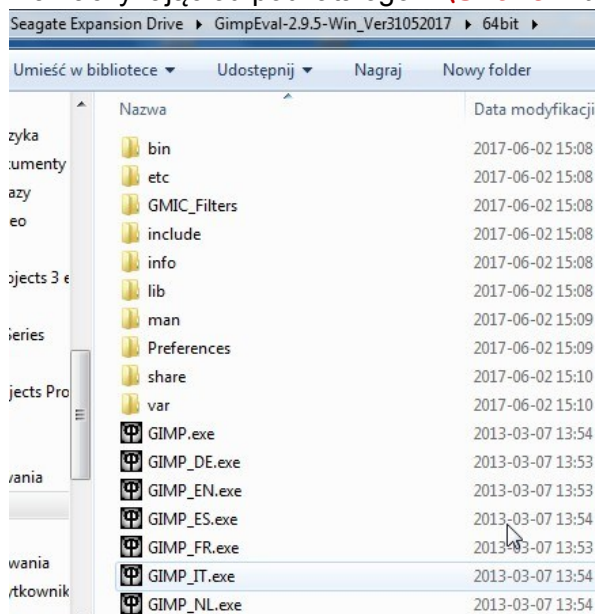 Seagate Expansion Drive ▸ GimpEval-2.9.5-Win_Ver31052017 ▸ 64bit ▸
Umieść w bibliotece ▼ Udostępnij ▼ Nagraj Nowy folder
Nazwa Data modyfikacji
bin 2017-06-02 15:08
zyka
etc 2017-06-02 15:08
umenty
GMIC_Filters 2017-06-02 15:08
azy
include 2017-06-02 15:08
eo
info 2017-06-02 15:08
ojects 3 e
lib 2017-06-02 15:08
man 2017-06-02 15:09
Series
Preferences 2017-06-02 15:09
share 2017-06-02 15:10
jects Pro
var 2017-06-02 15:10
GIMP.exe 2013-03-07 13:54
GIMP_DE.exe 2013-03-07 13:53
wania
GIMP_EN.exe 2013-03-07 13:53
GIMP_ES.exe 2013-03-07 13:54
GIMP_FR.exe 2013-03-07 13:53
wania
GIMP_IT.exe 2013-03-07 13:54
ytkownik
GIMP_NL.exe 2013-03-07 13:54